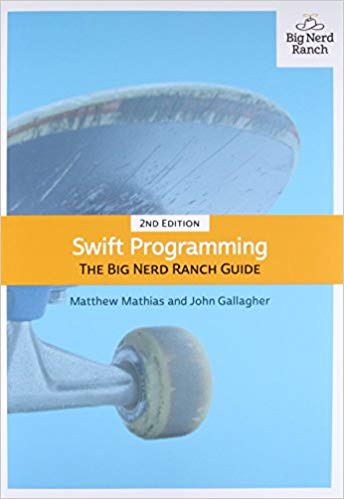 Big Nerd
Ranch
2ND EDITION
Swift Programming
THE BIG NERD RANCH GUIDE
Matthew Mathias and John Gallagher